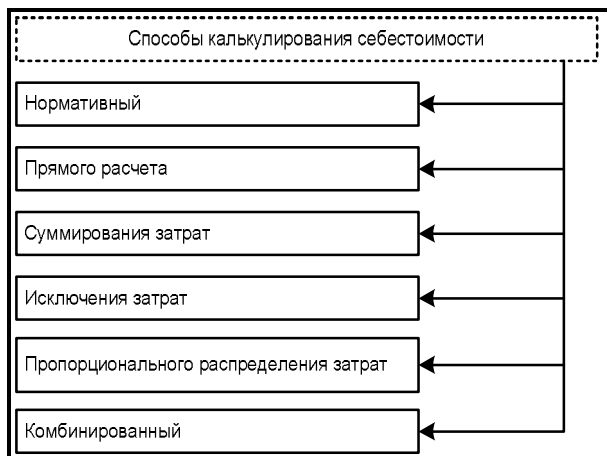 Способы калькулирования себестоимости
Нормативный
Прямого расчета
Суммирования затрат
Исключения затрат
Пропорционального распределения затрат
Комбинированный